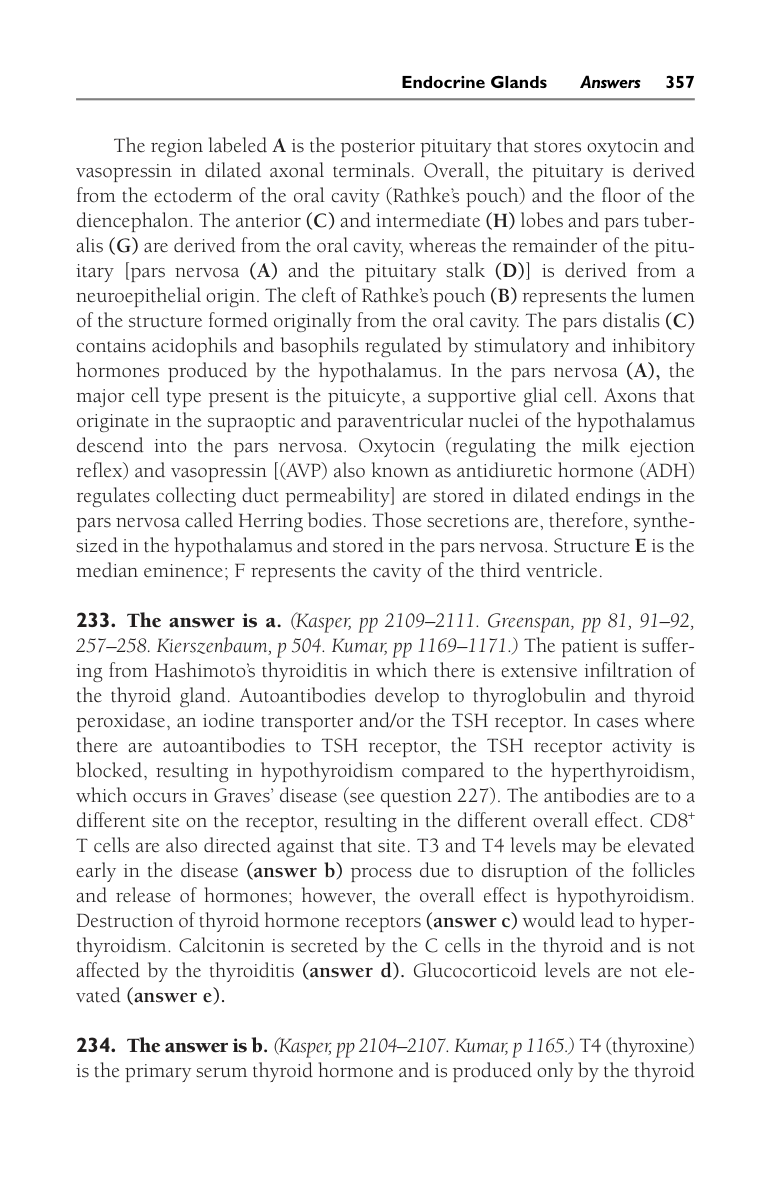 Endocrine Glands Answers 357
The region labeled A is the posterior pituitary that stores oxytocin and
vasopressin in dilated axonal terminals. Overall, the pituitary is derived
from the ectoderm of the oral cavity (Rathke's pouch) and the floor of the
diencephalon. The anterior (C) and intermediate (H) lobes and pars tuber-
alis (G) are derived from the oral cavity, whereas the remainder of the pitu-
itary [pars nervosa (A) and the pituitary stalk (D)] is derived from a
neuroepithelial origin. The cleft of Rathke's pouch (B) represents the lumen
of the structure formed originally from the oral cavity. The pars distalis (C)
contains acidophils and basophils regulated by stimulatory and inhibitory
hormones produced by the hypothalamus. In the pars nervosa (A), the
major cell type present is the pituicyte, a supportive glial cell. Axons that
originate in the supraoptic and paraventricular nuclei of the hypothalamus
descend into the pars nervosa. Oxytocin (regulating the milk ejection
reflex) and vasopressin [(AVP) also known as antidiuretic hormone (ADH)
regulates collecting duct permeability] are stored in dilated endings in the
pars nervosa called Herring bodies. Those secretions are, therefore, synthe-
sized in the hypothalamus and stored in the pars nervosa. Structure E is the
median eminence; F represents the cavity of the third ventricle.
233. The answer is a. (Kasper, pp 2109–2111. Greenspan, pp 81, 91–92,
257–258. Kierszenbaum, p 504. Kumar, pp 1169–1171.) The patient is suffer-
ing from Hashimoto's thyroiditis in which there is extensive infiltration of
the thyroid gland. Autoantibodies develop to thyroglobulin and thyroid
peroxidase, an iodine transporter and/or the TSH receptor. In cases where
there are autoantibodies to TSH receptor, the TSH receptor activity is
blocked, resulting in hypothyroidism compared to the hyperthyroidism,
which occurs in Graves' disease (see question 227). The antibodies are to a
different site on the receptor, resulting in the different overall effect. CD8+
T cells are also directed against that site. T3 and T4 levels may be elevated
early in the disease (answer b) process due to disruption of the follicles
and release of hormones; however, the overall effect is hypothyroidism.
Destruction of thyroid hormone receptors (answer c) would lead to hyper-
thyroidism. Calcitonin is secreted by the C cells in the thyroid and is not
affected by the thyroiditis (answer d). Glucocorticoid levels are not ele-
vated (answer e).
234. The answer is b. (Kasper, pp 2104–2107. Kumar, p 1165.) T4 (thyroxine)
is the primary serum thyroid hormone and is produced only by the thyroid